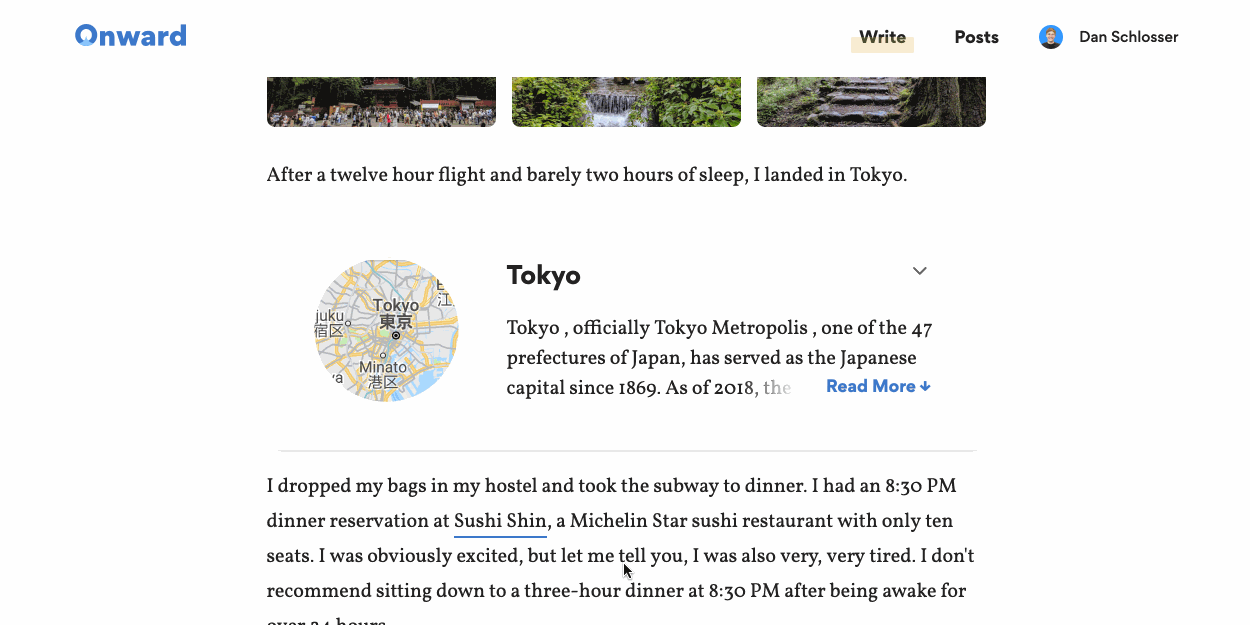 Onward
Write
Posts
Dan Schlosser
After a twelve hour flight and barely two hours of sleep, I landed in Tokyo.
Tokyo
東京
juku
宿区
江
Minato
港区
Tokyo
Tokyo , officially Tokyo Metropolis , one of the 47
prefectures of Japan, has served as the Japanese
capital since 1869. As of 2018, the
Read More ↓
I dropped my bags in my hostel and took the subway to dinner. I had an 8:30 PM
dinner reservation at Sushi Shin, a Michelin Star sushi restaurant with only ten
seats. I was obviously excited, but let me tell you, I was also very, very tired. I don't
recommend sitting down to a three-hour dinner at 8:30 PM after being awake for
over 24 hours.